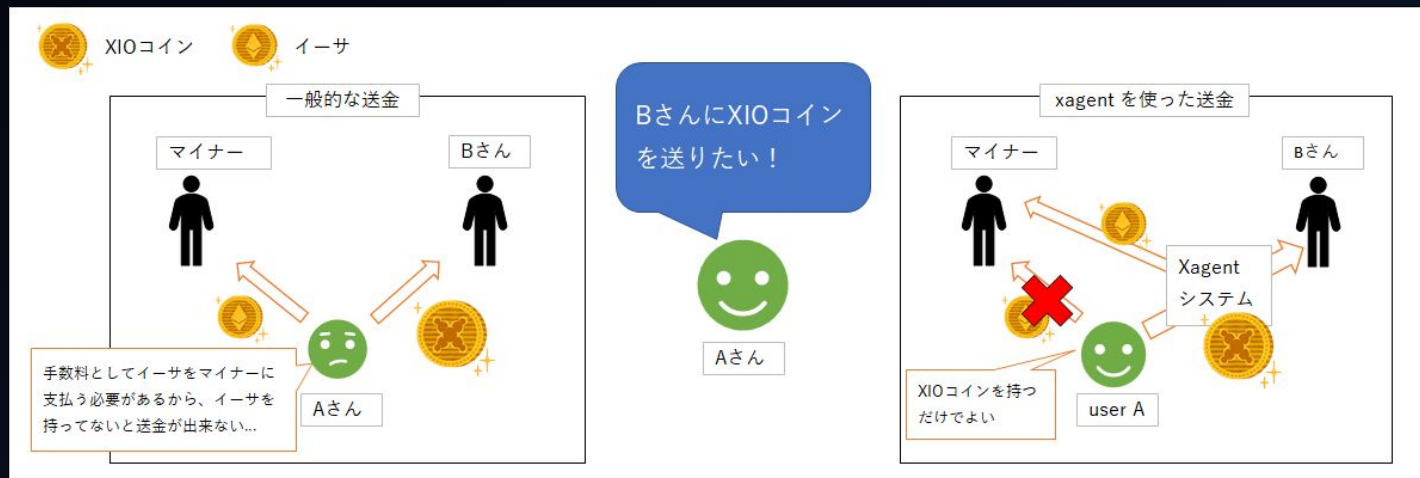 XIOコイン
イーサ
一般的な送金
マイナー
Bさん
手数料としてイーサをマイナーに
支払う必要があるから、イーサを
持ってないと送金が出来ない...
Aさん
BさんにXIOコイン
を送りたい！
Aさん
xagent を使った送金
マイナー
Bさん
Xagent
システム
XIOコインを持つ
だけでよい
user A